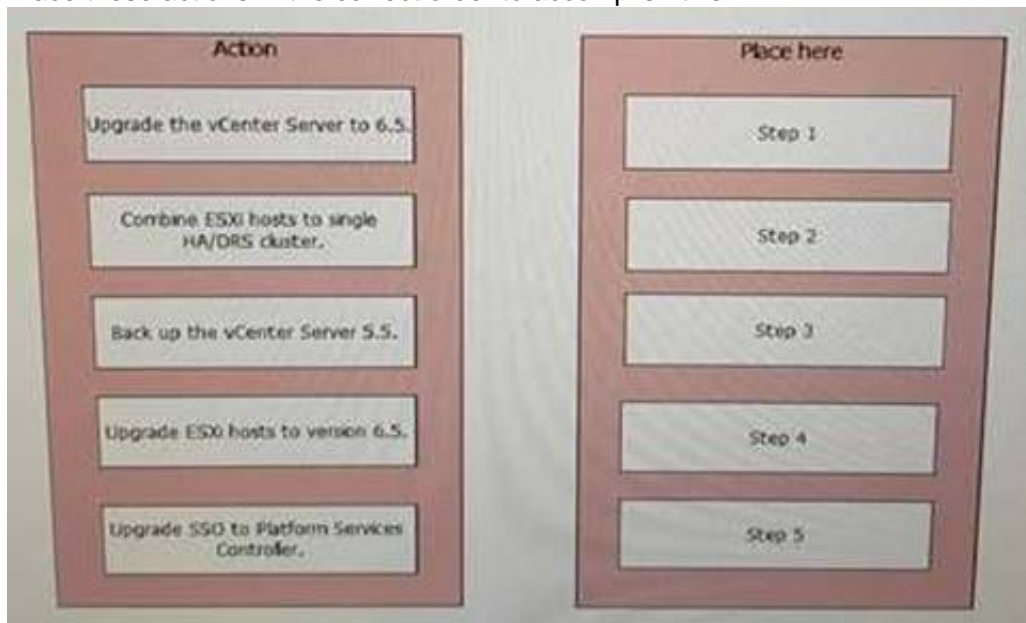 Action
Upgrade the vCenter Server to 6.5.
Combine ESXi hosts to single
HA/DRS cluster.
Back up the vCenter Server 5.5.
Upgrade ESXi hosts to version 6.5.
Upgrade SSO to Platform Services
Controller.
Place here
Step 1
Step 2
Step 3
Step 4
Step 5